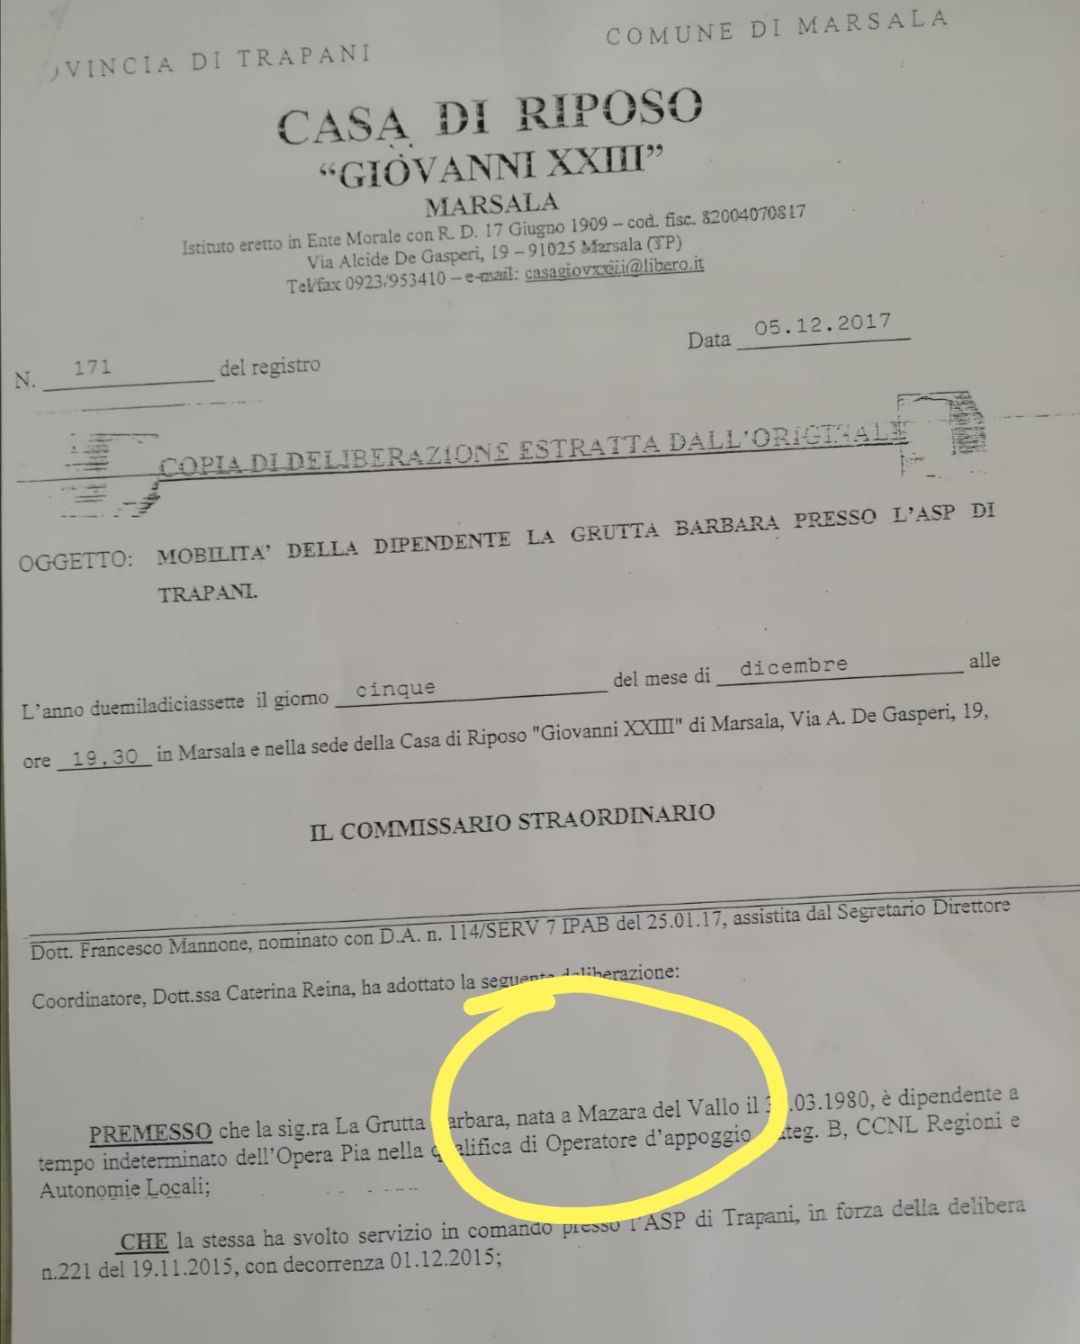 OVINCIA DI TRAPANI
COMUNE DI MARSALA
CASA DI RIPOSO
“GIOVANNI XXIII”
MARSALA
Istituto eretto in Ente Morale con R. D. 17 Giugno 1909 – cod. fisc. 82004070817
Via Alcide De Gasperi, 19 – 91025 Marsala (TP)
Tel/fax 0923/953410 – e-mail: casagiovxxiii@libero.it
Data 05.12.2017
N. 171 del registro
COPIA DI DELIBERAZIONE ESTRATTA DALL'ORIGINALE
OGGETTO: MOBILITA' DELLA DIPENDENTE LA GRUTTA BARBARA PRESSO L'ASP DI
TRAPANI.
L'anno duemiladiciassette il giorno cinque del mese di dicembre alle
ore 19,30 in Marsala e nella sede della Casa di Riposo "Giovanni XXIII" di Marsala, Via A. De Gasperi, 19,
IL COMMISSARIO STRAORDINARIO
Dott. Francesco Mannone, nominato con D.A. n. 114/SERV 7 IPAB del 25.01.17, assistita dal Segretario Direttore
Coordinatore, Dott.ssa Caterina Reina, ha adottato la seguente deliberazione:
PREMESSO che la sig.ra La Grutta Barbara, nata a Mazara del Vallo il .03.1980, è dipendente a
tempo indeterminato dell'Opera Pia nella qualifica di Operatore d'appoggio Categ. B, CCNL Regioni e
Autonomie Locali;
CHE la stessa ha svolto servizio in comando presso l'ASP di Trapani, in forza della delibera
n.221 del 19.11.2015, con decorrenza 01.12.2015;